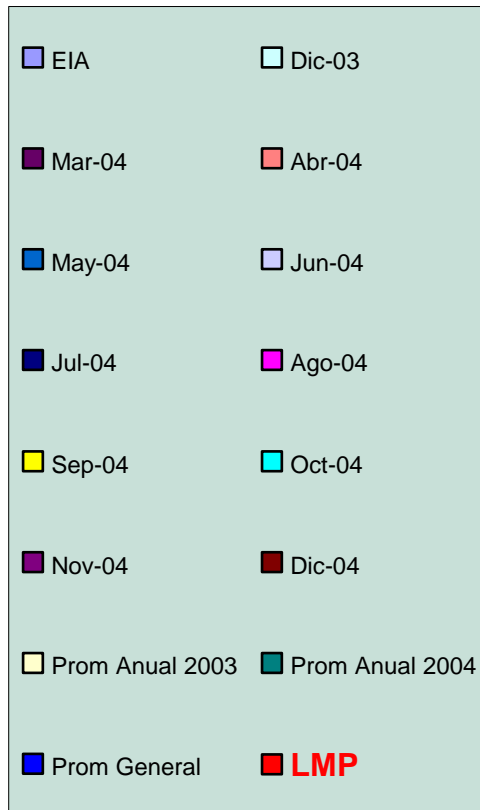 EIA Dic-03
Mar-04 Abr-04
May-04 Jun-04
Jul-04 Ago-04
Sep-04 Oct-04
Nov-04 Dic-04
Prom Anual 2003 Prom Anual 2004
Prom General LMP